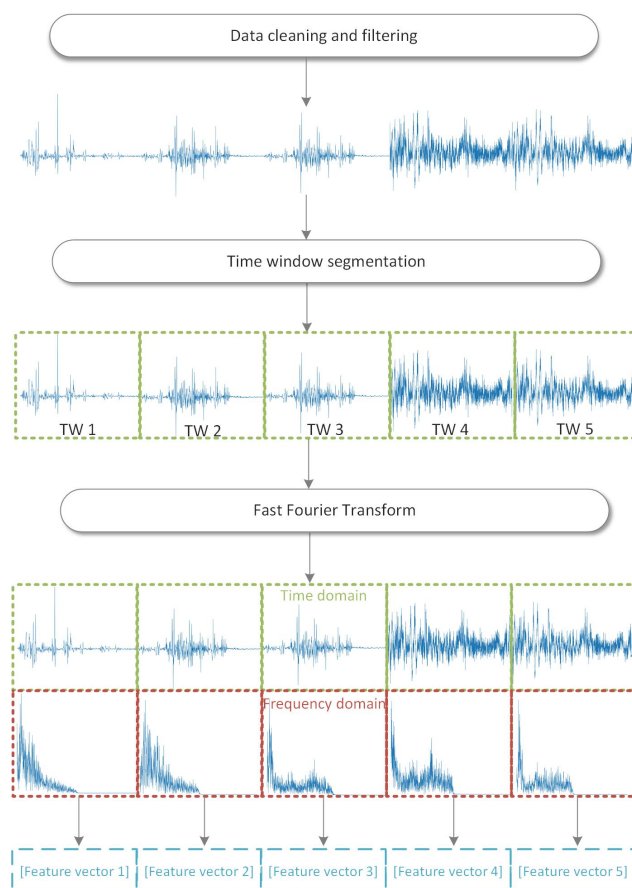 Data cleaning and filtering
Time window segmentation
TW 1
TW 2
TW 3
TW 4
TW 5
Fast Fourier Transform
Time domain
Frequency domain
[Feature vector 1]
[Feature vector 2]
[Feature vector 3]
[Feature vector 4]
[Feature vector 5]